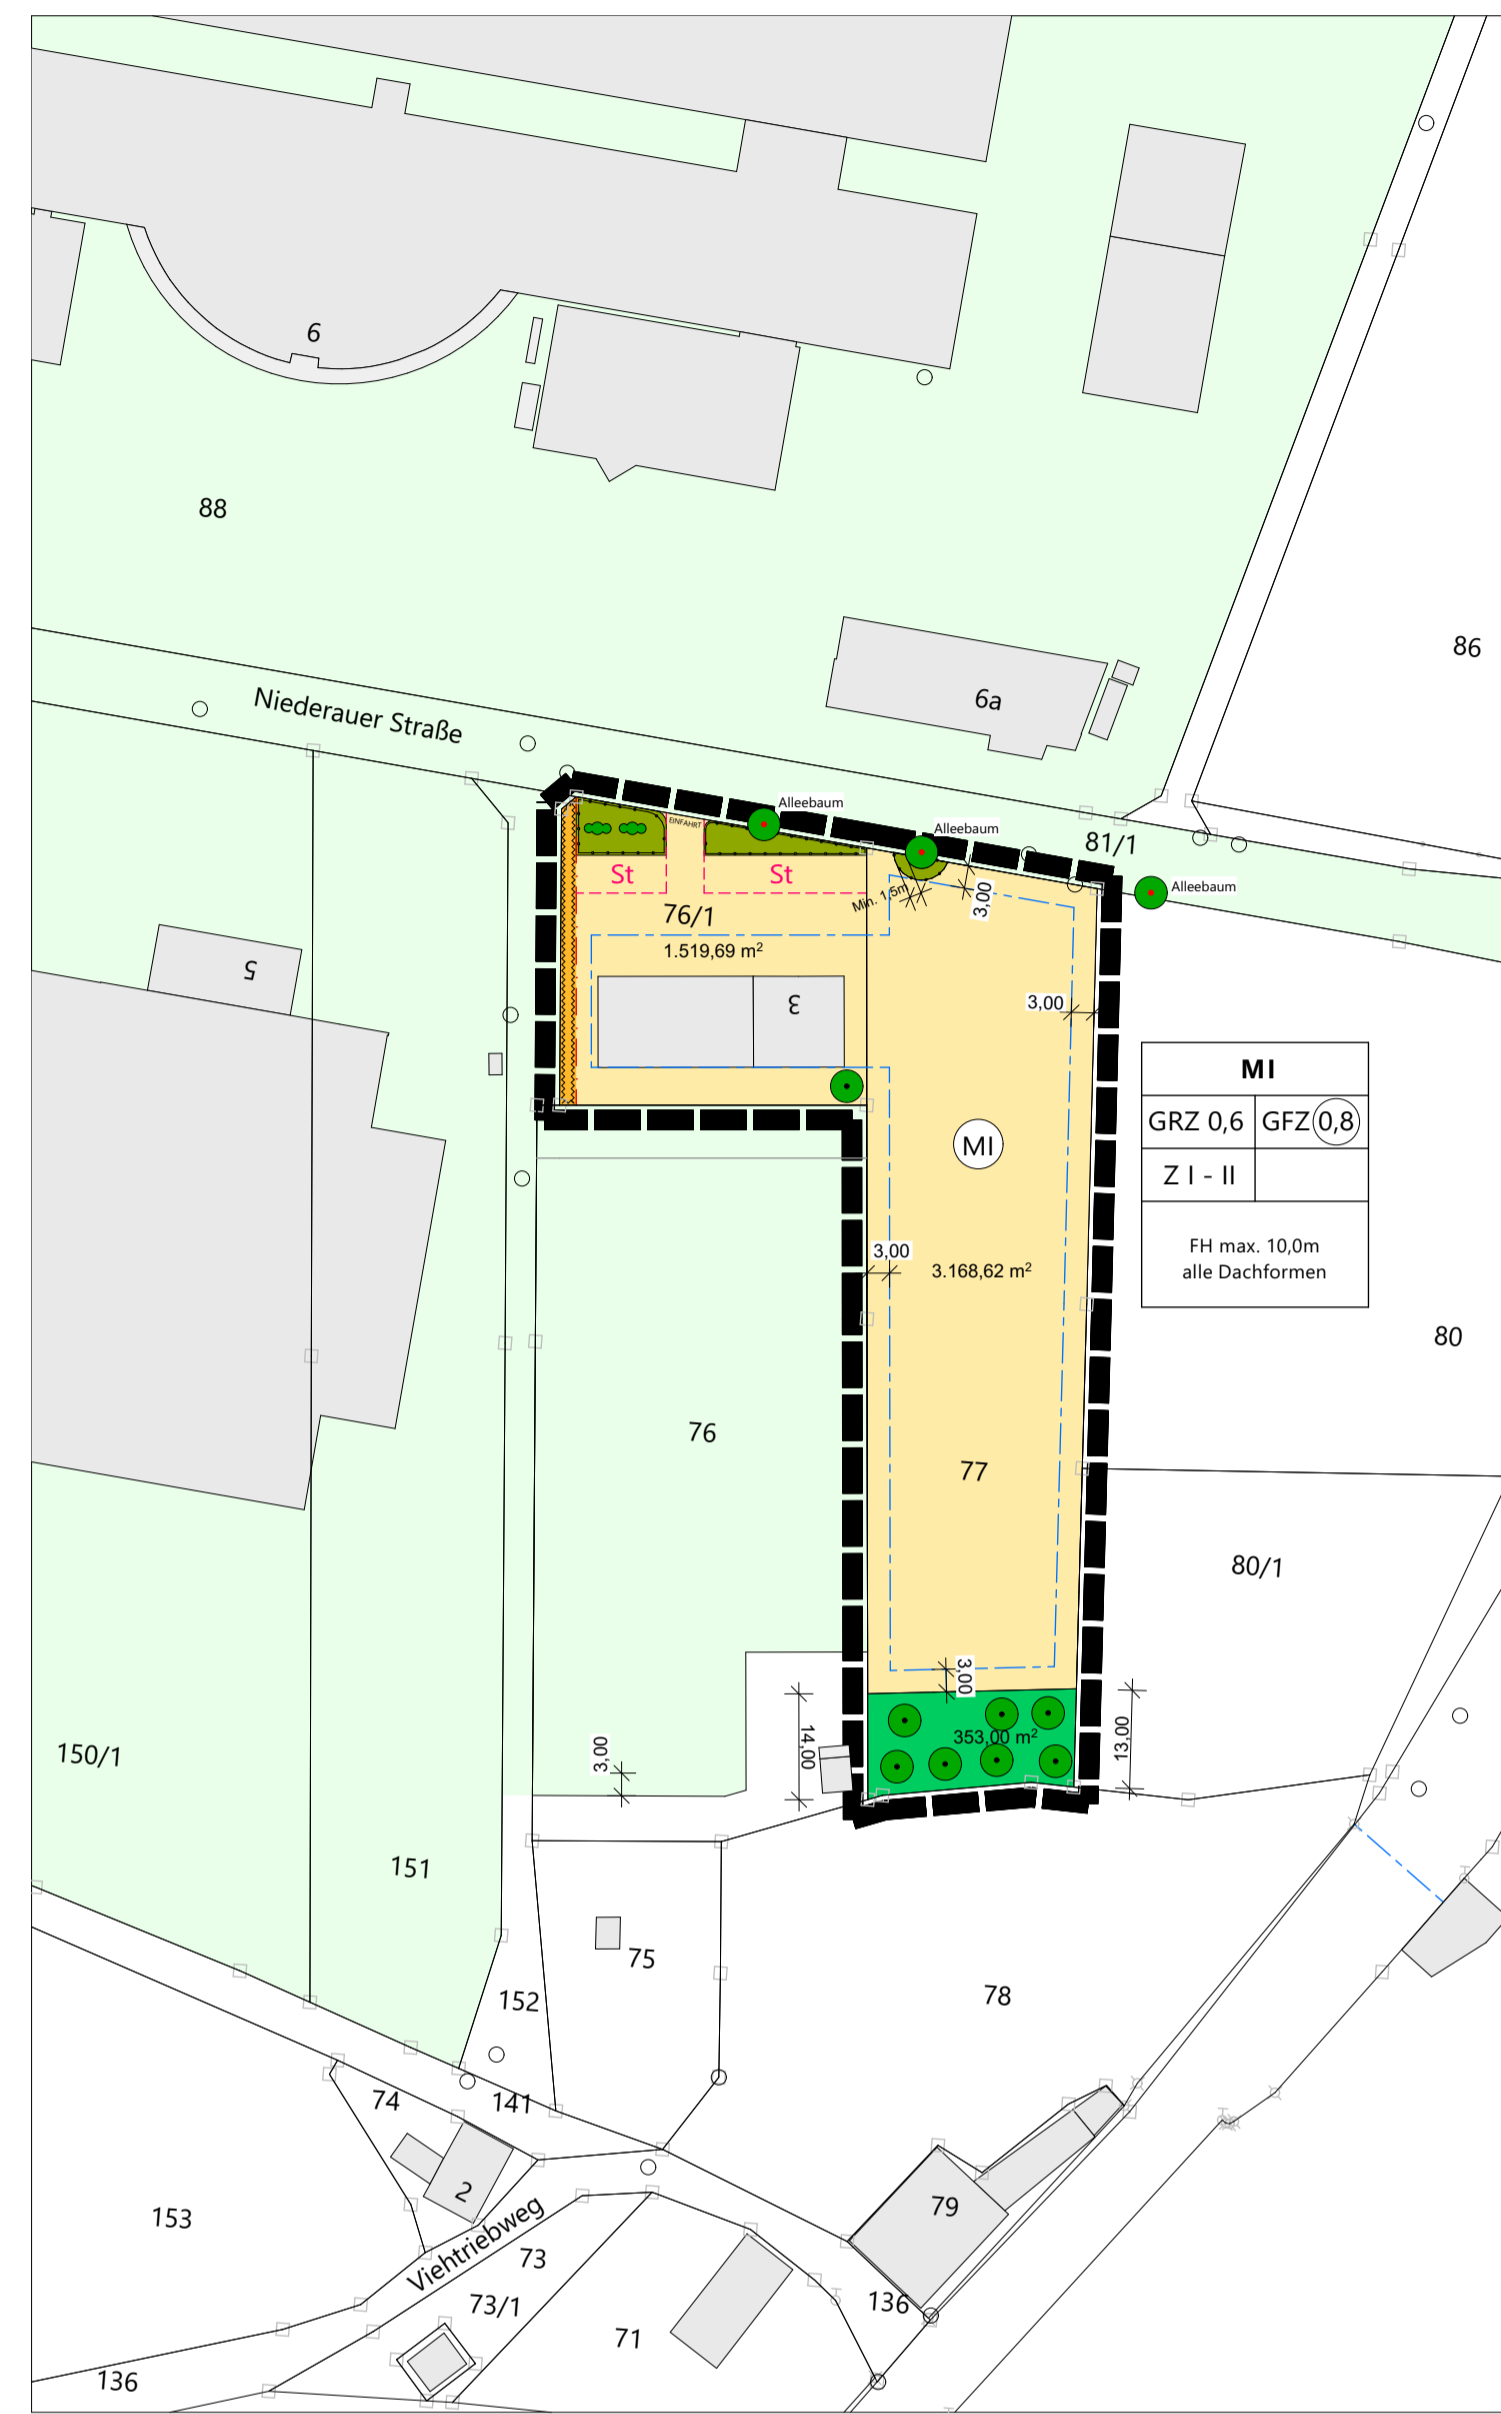 6
88
86
6a
Niederauer Straße
Alleebaum
Alleebaum
81/1
EINFAHRT
St
St
Alleebaum
Min. 1,5m
3,00
76/1
1.519,69 m²
5
3
3,00
MI
GRZ 0,6
GFZ 0,8
Z I - II
FH max. 10,0m
alle Dachformen
MI
3,00
3.168,62 m²
80
76
77
80/1
3,00
353,00 m²
14,00
13,00
3,00
150/1
151
75
152
78
74
141
2
153
79
Viehtriebweg
73
73/1
136
71
136